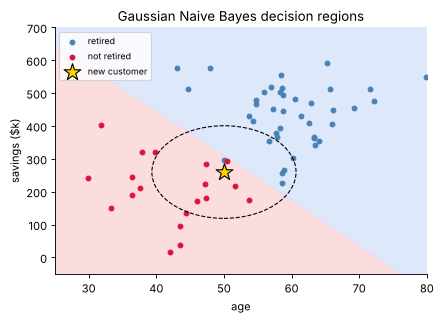 Gaussian Naive Bayes decision regions
retired
not retired
new customer
savings ($k)
700
600
500
400
300
200
100
0
30
40
50
60
70
80
age